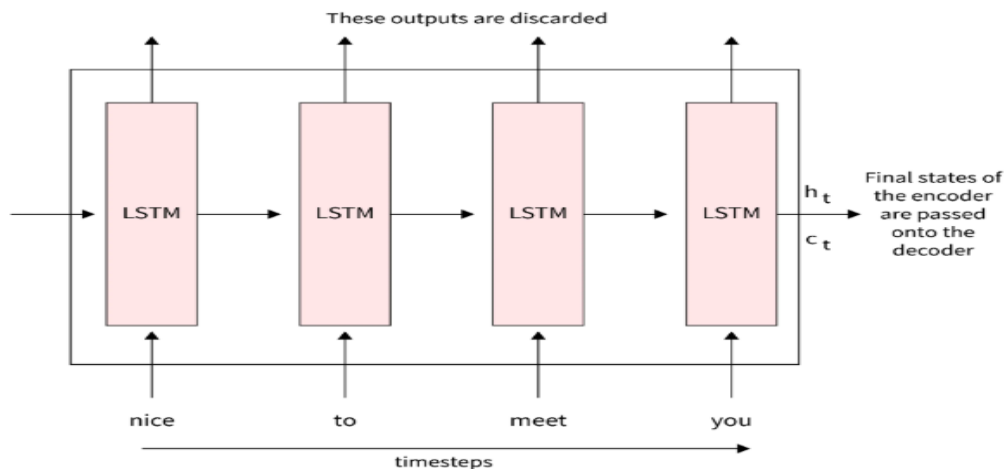 These outputs are discarded
LSTM
LSTM
LSTM
LSTM
h t
c t
Final states of
the encoder
are passed
onto the
decoder
nice
to
meet
you
timesteps